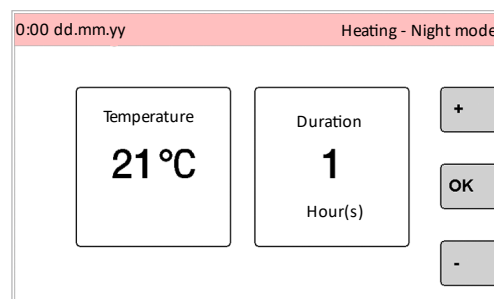 0:00 dd.mm.yy Heating - Night mode
Temperature
21°C
Duration
1
Hour(s)
+
OK
-